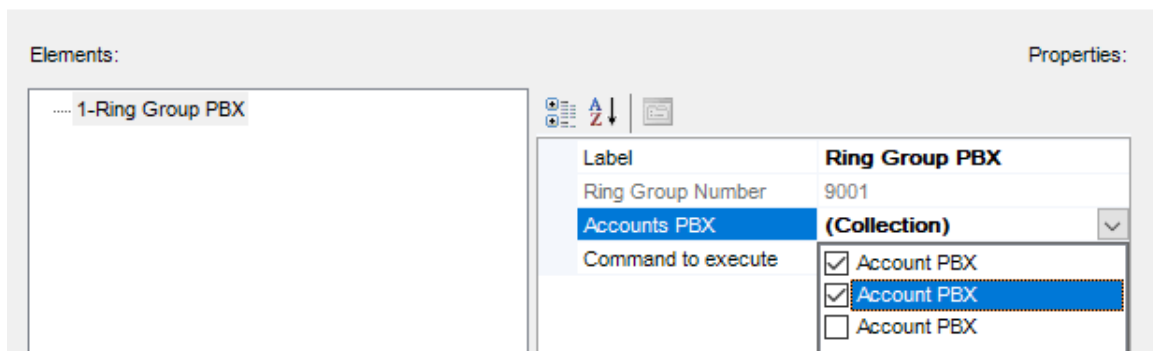 Elements:
Properties:
1-Ring Group PBX
A
Z
Label Ring Group PBX
Ring Group Number 9001
Accounts PBX (Collection)
Command to execute
Account PBX
Account PBX
Account PBX